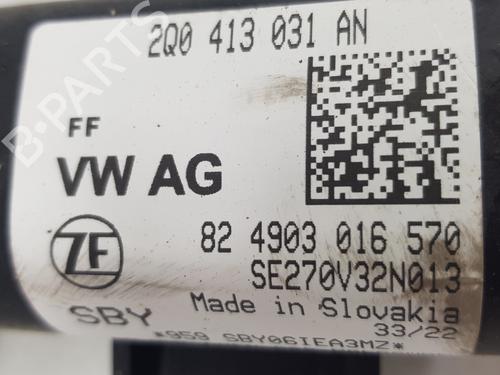 2Q0 413 031 AN
FF
VW AG
ZF
82 4903 016 570
SE270V32N013
Made in Slovakia
SBY
33/22
*959 SBY06IEA3MZ*
B-PARTS